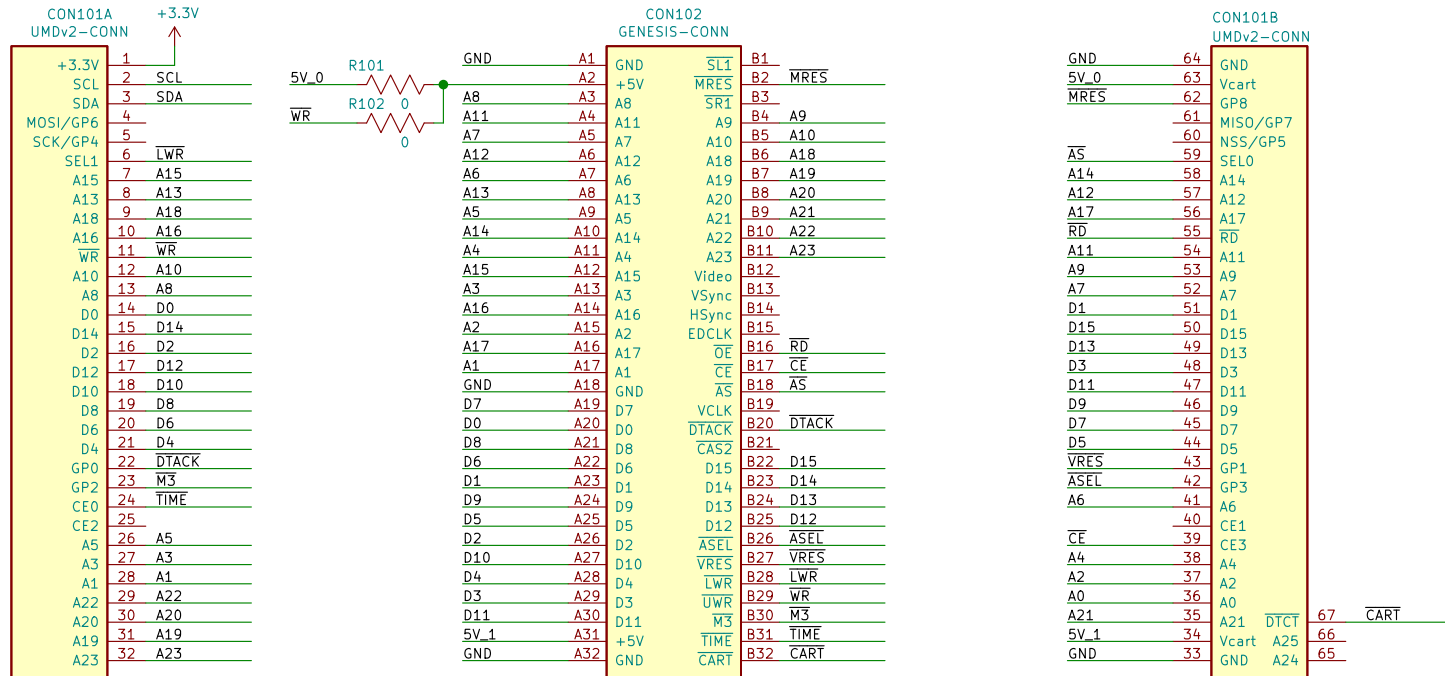 CON101A
UMDv2-CONN
+3.3V
1 +3.3V
2 SCL SCL
3 SDA SDA
4 MOSI/GP6
5 SCK/GP4
6 SEL1 LWR
7 A15 A15
8 A13 A13
9 A18 A18
10 A16 A16
11 WR WR
12 A10 A10
13 A8 A8
14 D0 D0
15 D14 D14
16 D2 D2
17 D12 D12
18 D10 D10
19 D8 D8
20 D6 D6
21 D4 D4
22 GP0 DTACK
23 GP2 M3
24 CE0 TIME
25 CE2
26 A5 A5
27 A3 A3
28 A1 A1
29 A22 A22
30 A20 A20
31 A19 A19
32 A23 A23
R101
5V_0
0
R102
WR
0
CON102
GENESIS-CONN
GND A1 GND SL1 B1
A2 +5V MRES B2 MRES
A8 A3 A8 SR1 B3
A11 A4 A11 A9 B4 A9
A7 A5 A7 A10 B5 A10
A12 A6 A12 A18 B6 A18
A6 A7 A6 A19 B7 A19
A13 A8 A13 A20 B8 A20
A5 A9 A5 A21 B9 A21
A14 A10 A14 A22 B10 A22
A4 A11 A4 A23 B11 A23
A15 A12 A15 Video B12
A3 A13 A3 VSync B13
A16 A14 A16 HSync B14
A2 A15 A2 EDCLK B15
A17 A16 A17 OE B16 RD
A1 A17 A1 CE B17 CE
GND A18 GND AS B18 AS
D7 A19 D7 VCLK B19
D0 A20 D0 DTACK B20 DTACK
D8 A21 D8 CAS2 B21
D6 A22 D6 D15 B22 D15
D1 A23 D1 D14 B23 D14
D9 A24 D9 D13 B24 D13
D5 A25 D5 D12 B25 D12
D2 A26 D2 ASEL B26 ASEL
D10 A27 D10 VRES B27 VRES
D4 A28 D4 LWR B28 LWR
D3 A29 D3 UWR B29 WR
D11 A30 D11 M3 B30 M3
5V_1 A31 +5V TIME B31 TIME
GND A32 GND CART B32 CART
CON101B
UMDv2-CONN
GND 64 GND
5V_0 63 Vcart
MRES 62 GP8
61 MISO/GP7
60 NSS/GP5
AS 59 SEL0
A14 58 A14
A12 57 A12
A17 56 A17
RD 55 RD
A11 54 A11
A9 53 A9
A7 52 A7
D1 51 D1
D15 50 D15
D13 49 D13
D3 48 D3
D11 47 D11
D9 46 D9
D7 45 D7
D5 44 D5
VRES 43 GP1
ASEL 42 GP3
A6 41 A6
40 CE1
CE 39 CE3
A4 38 A4
A2 37 A2
A0 36 A0
A21 35 A21 DTCT 67 CART
5V_1 34 Vcart A25 66
GND 33 GND A24 65